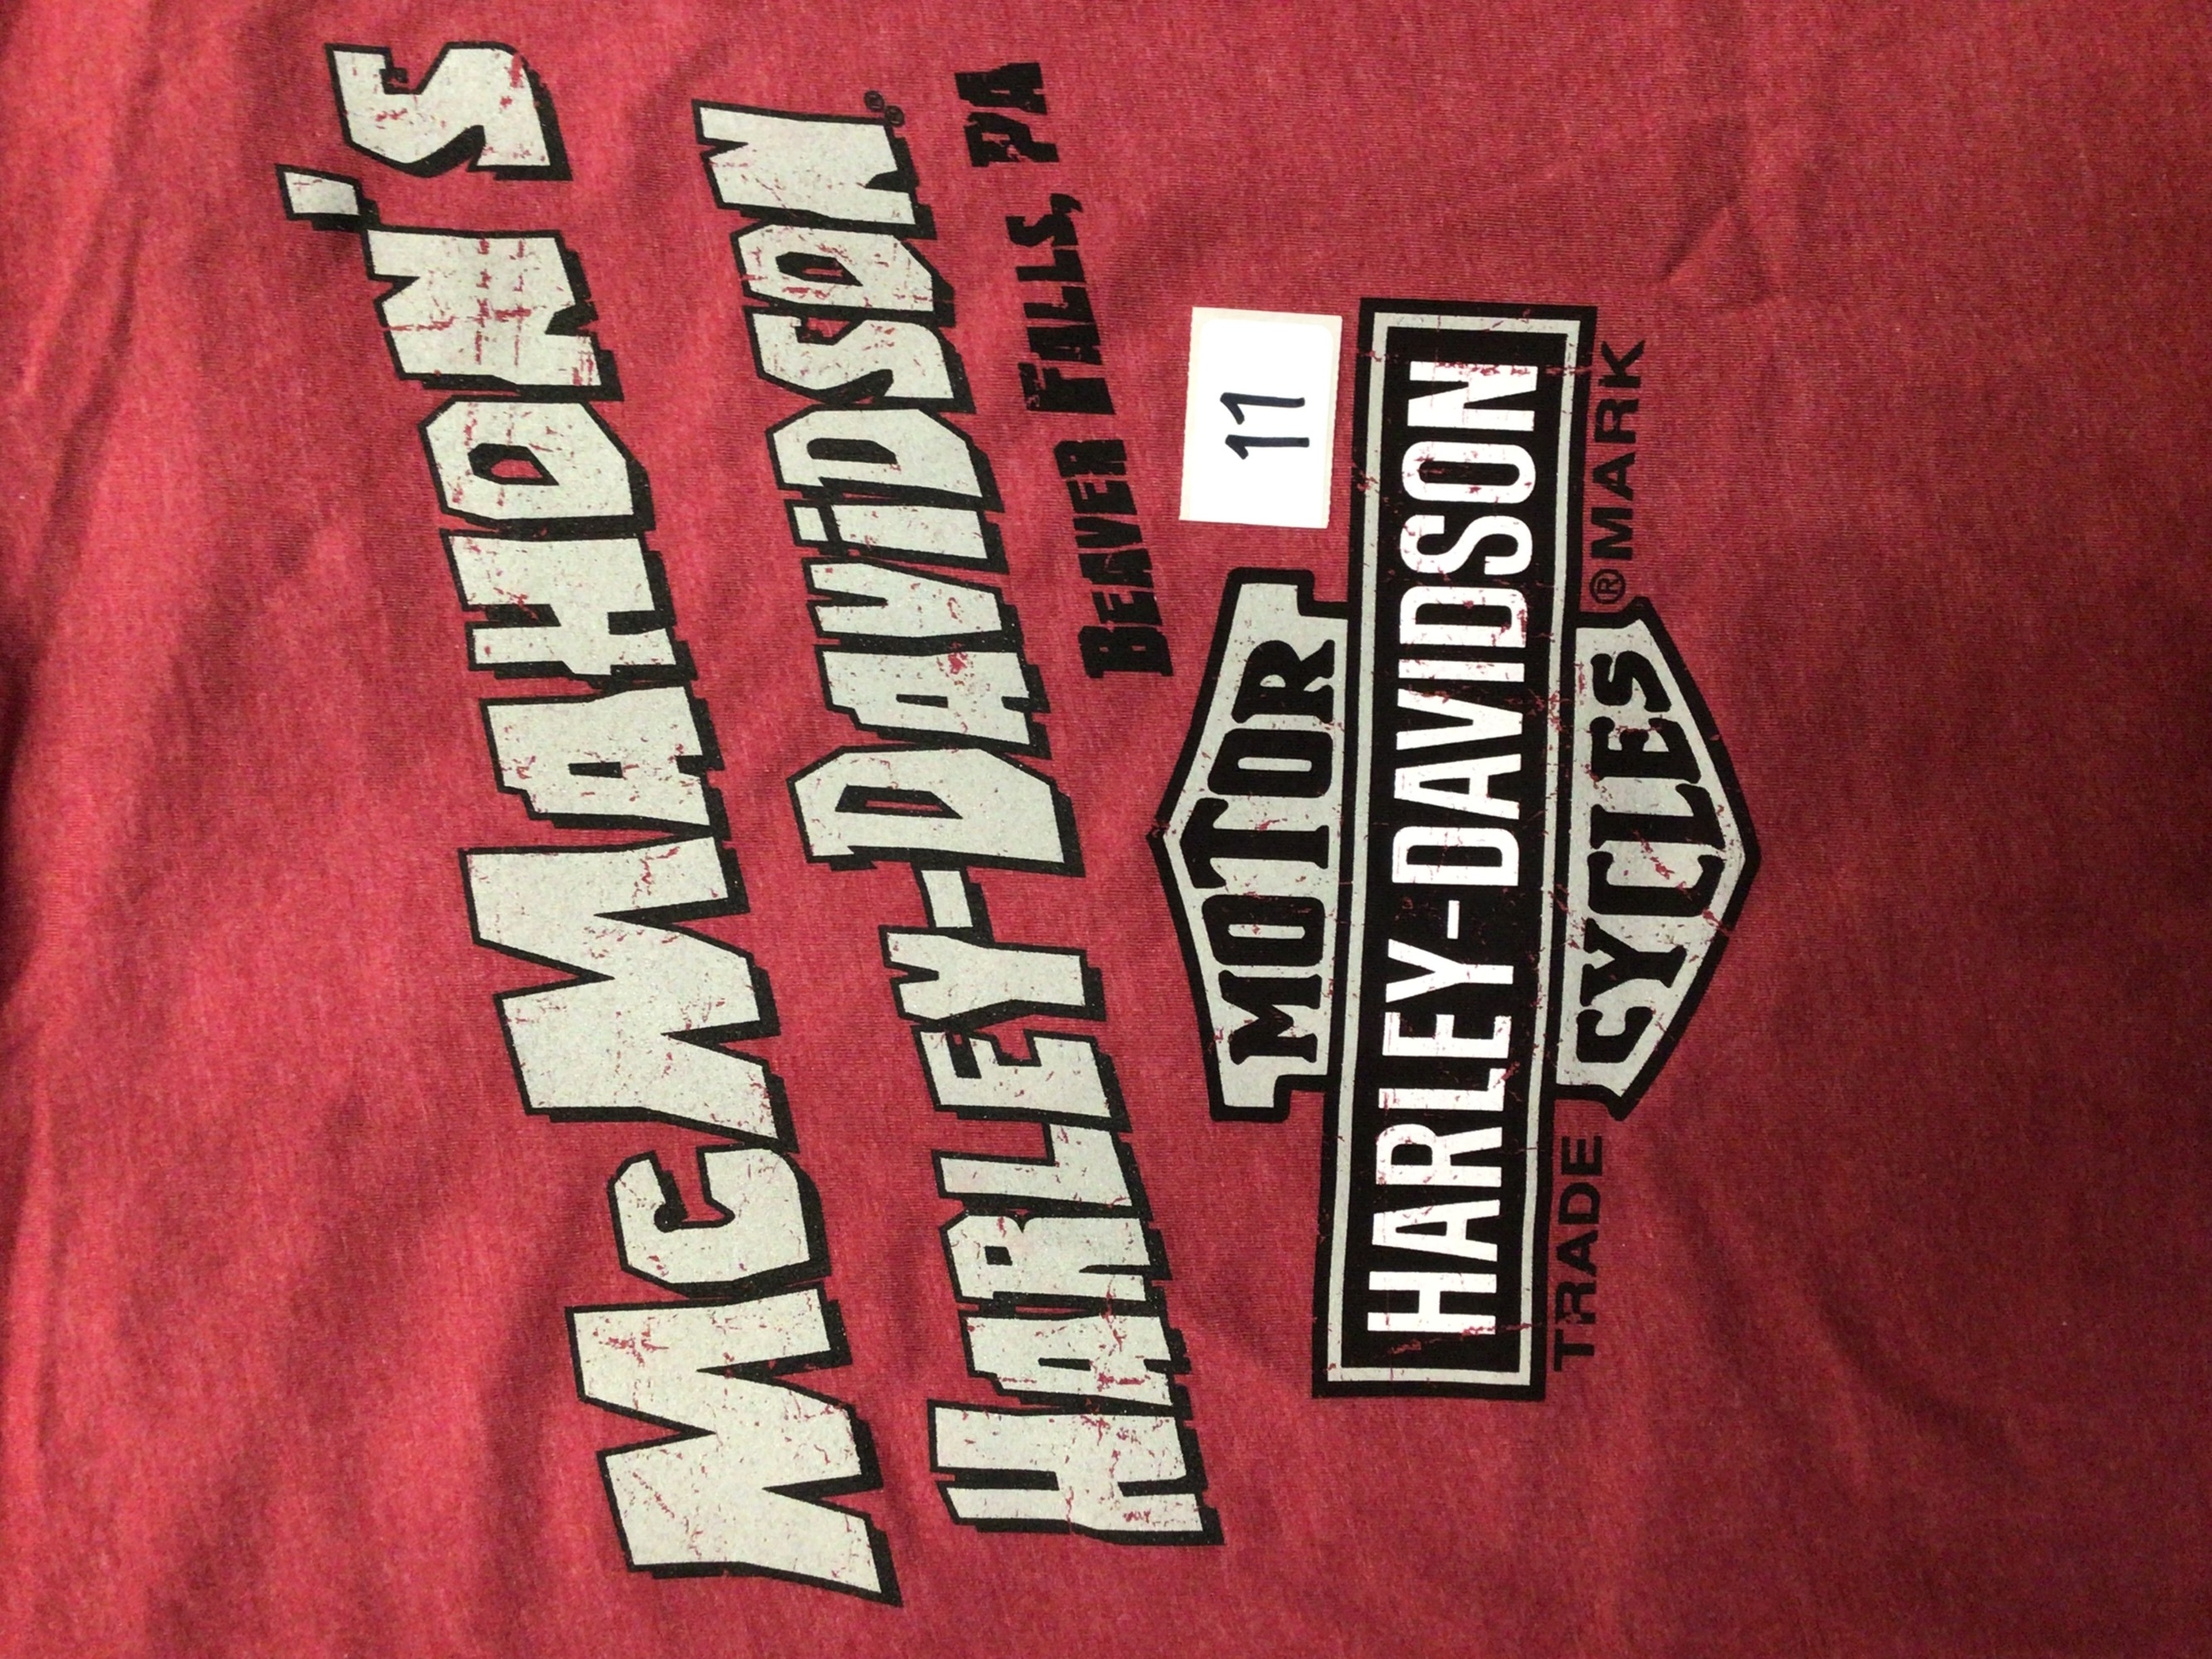 McMAHON'S
HARLEY-DAViDSON®
BEAVER FALLS, PA
11
MOTOR
HARLEY-DAVIDSON
CYCLES
TRADE ®MARK